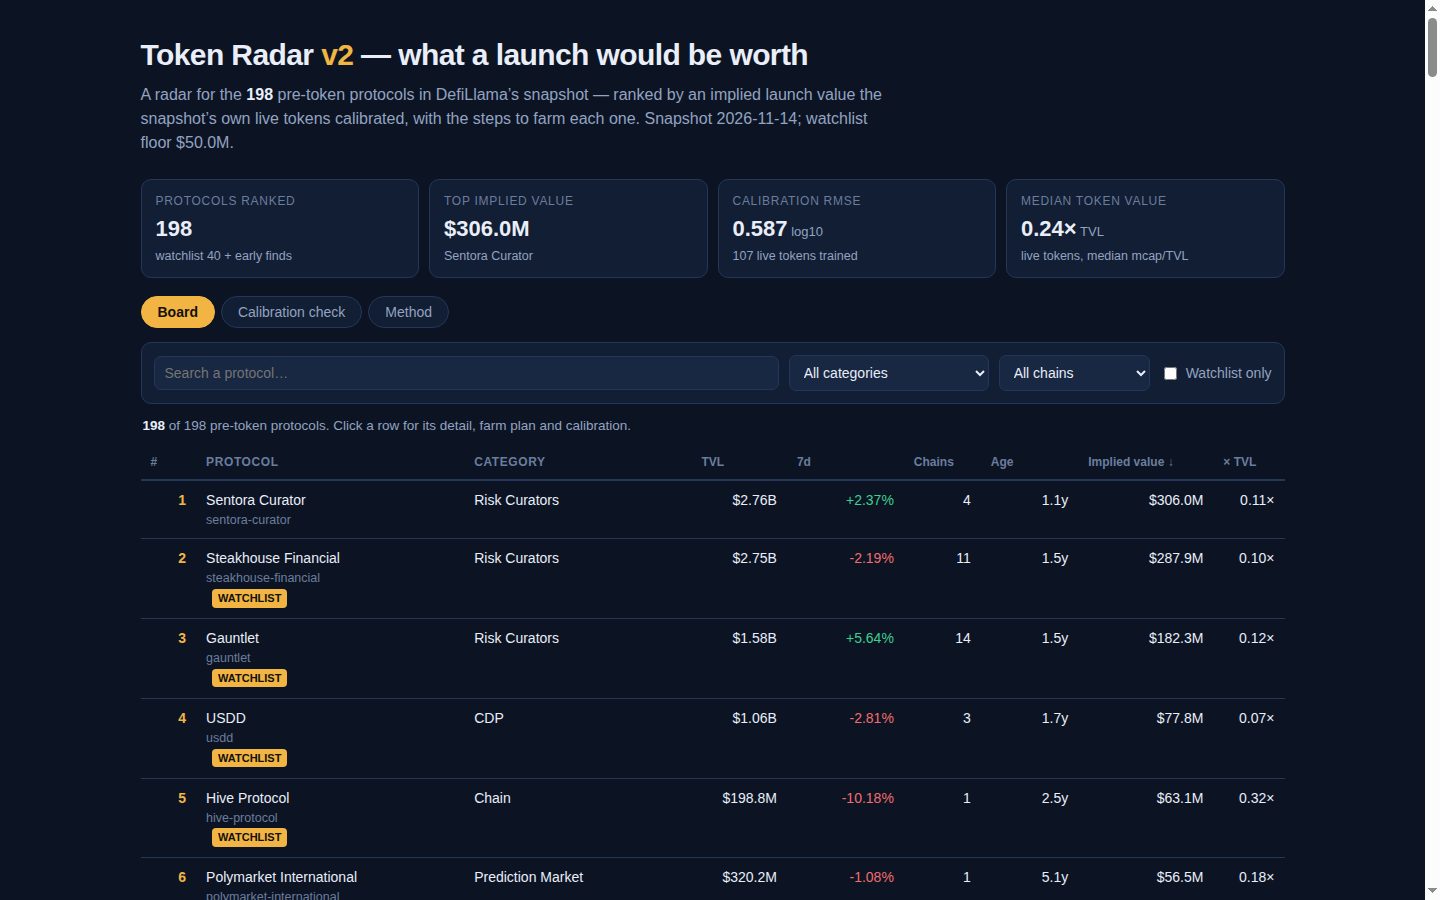 Token Radar v2 — what a launch would be worth
A radar for the 198 pre-token protocols in DefiLlama’s snapshot — ranked by an implied launch value the
snapshot’s own live tokens calibrated, with the steps to farm each one. Snapshot 2026-11-14; watchlist
floor $50.0M.
PROTOCOLS RANKED
198
watchlist 40 + early finds
TOP IMPLIED VALUE
$306.0M
Sentora Curator
CALIBRATION RMSE
0.587 log10
107 live tokens trained
MEDIAN TOKEN VALUE
0.24× TVL
live tokens, median mcap/TVL
Board Calibration check Method
Search a protocol… All categories All chains Watchlist only
198 of 198 pre-token protocols. Click a row for its detail, farm plan and calibration.
# PROTOCOL CATEGORY TVL 7d Chains Age Implied value ↓ × TVL
1 Sentora Curator Risk Curators $2.76B +2.37% 4 1.1y $306.0M 0.11×
sentora-curator
2 Steakhouse Financial Risk Curators $2.75B -2.19% 11 1.5y $287.9M 0.10×
steakhouse-financial
WATCHLIST
3 Gauntlet Risk Curators $1.58B +5.64% 14 1.5y $182.3M 0.12×
gauntlet
WATCHLIST
4 USDD CDP $1.06B -2.81% 3 1.7y $77.8M 0.07×
usdd
WATCHLIST
5 Hive Protocol Chain $198.8M -10.18% 1 2.5y $63.1M 0.32×
hive-protocol
WATCHLIST
6 Polymarket International Prediction Market $320.2M -1.08% 1 5.1y $56.5M 0.18×
polymarket-international